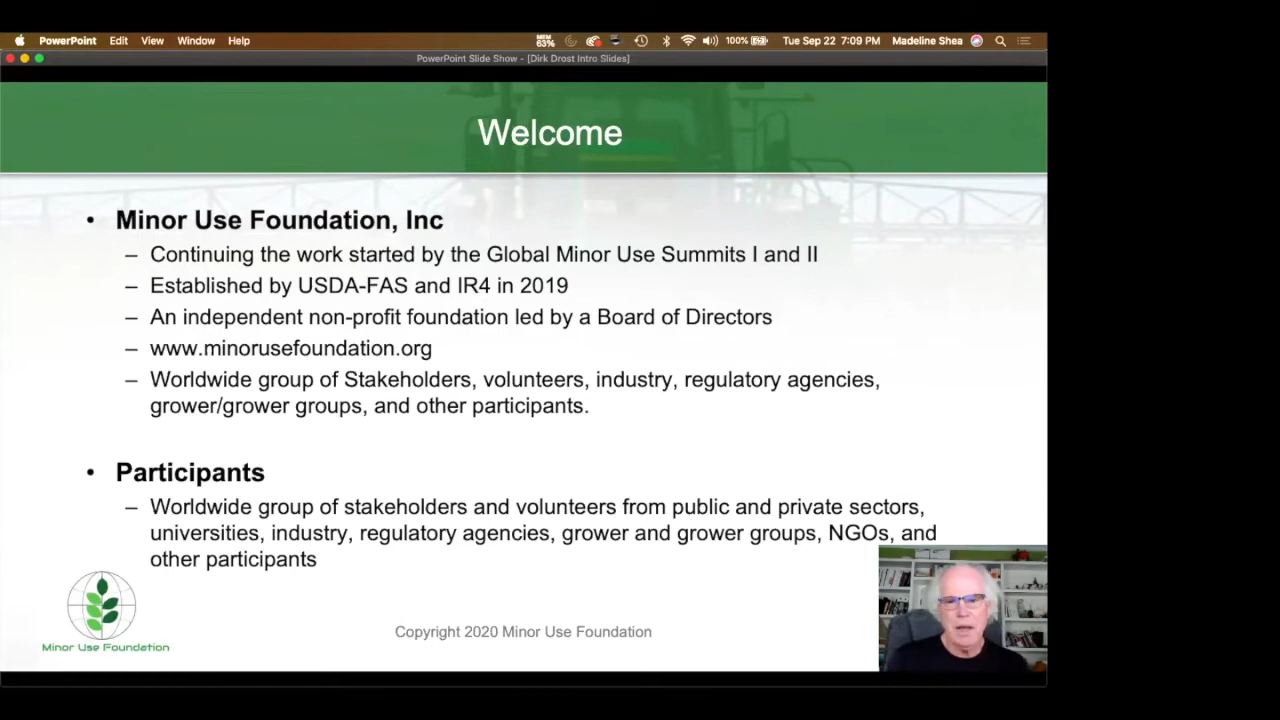 PowerPoint Edit View Window Help MEM 63% 100% Tue Sep 22 7:09 PM Madeline Shea
PowerPoint Slide Show - [Dirk Drost Intro Slides]
Welcome
• Minor Use Foundation, Inc
– Continuing the work started by the Global Minor Use Summits I and II
– Established by USDA-FAS and IR4 in 2019
– An independent non-profit foundation led by a Board of Directors
– www.minorusefoundation.org
– Worldwide group of Stakeholders, volunteers, industry, regulatory agencies,
grower/grower groups, and other participants.
• Participants
– Worldwide group of stakeholders and volunteers from public and private sectors,
universities, industry, regulatory agencies, grower and grower groups, NGOs, and
other participants
Copyright 2020 Minor Use Foundation
Minor Use Foundation